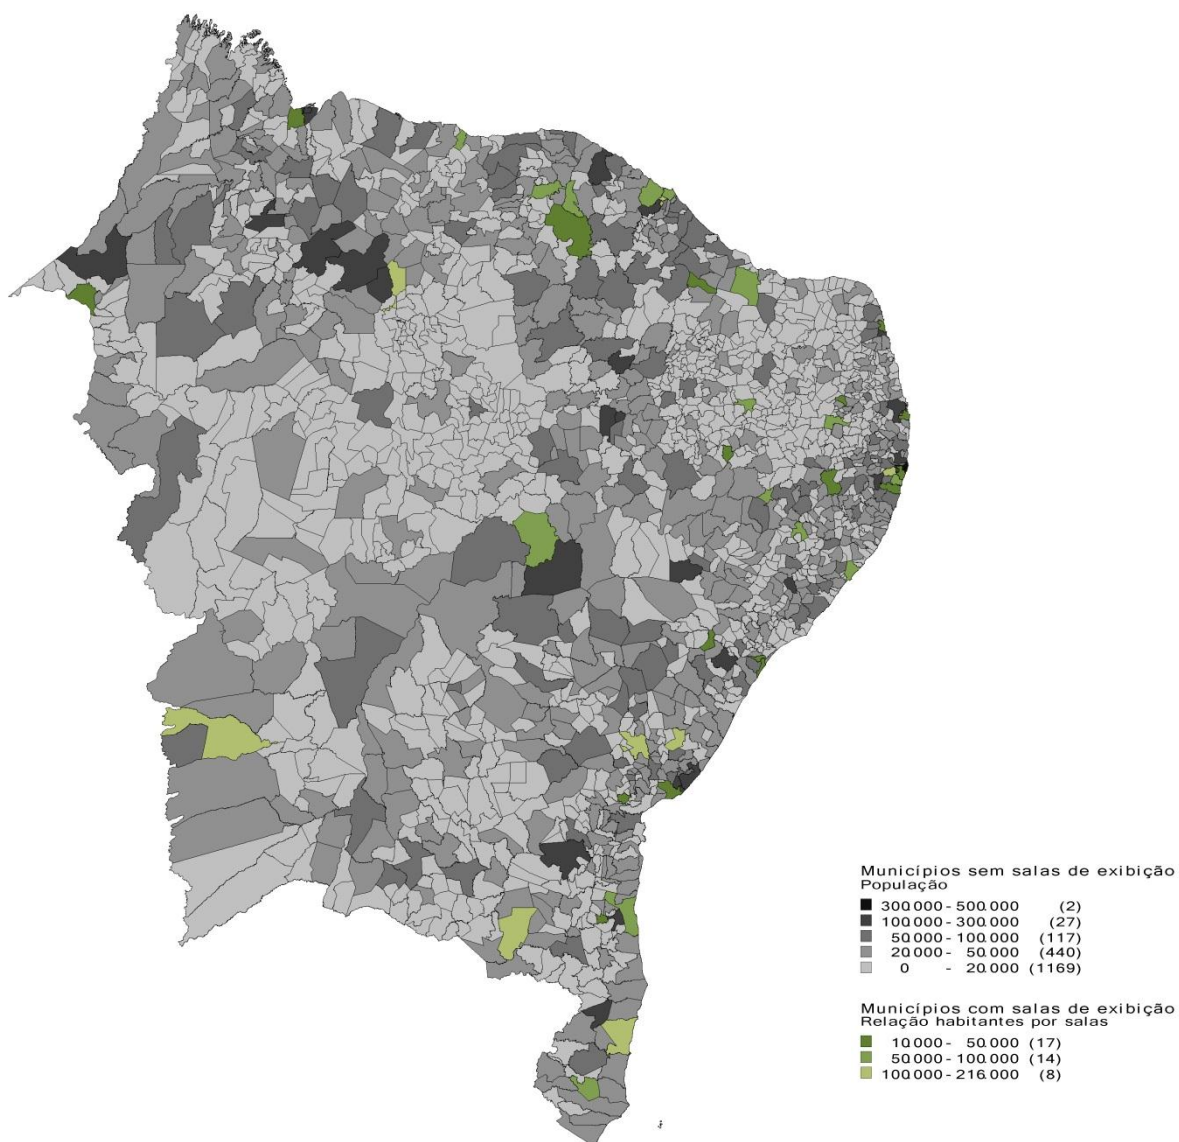 Municípios sem salas de exibição
População
300.000 - 500.000 (2)
100.000 - 300.000 (27)
50.000 - 100.000 (117)
20.000 - 50.000 (440)
0 - 20.000 (1169)
Municípios com salas de exibição
Relação habitantes por salas
10.000 - 50.000 (17)
50.000 - 100.000 (14)
100.000 - 216.000 (8)